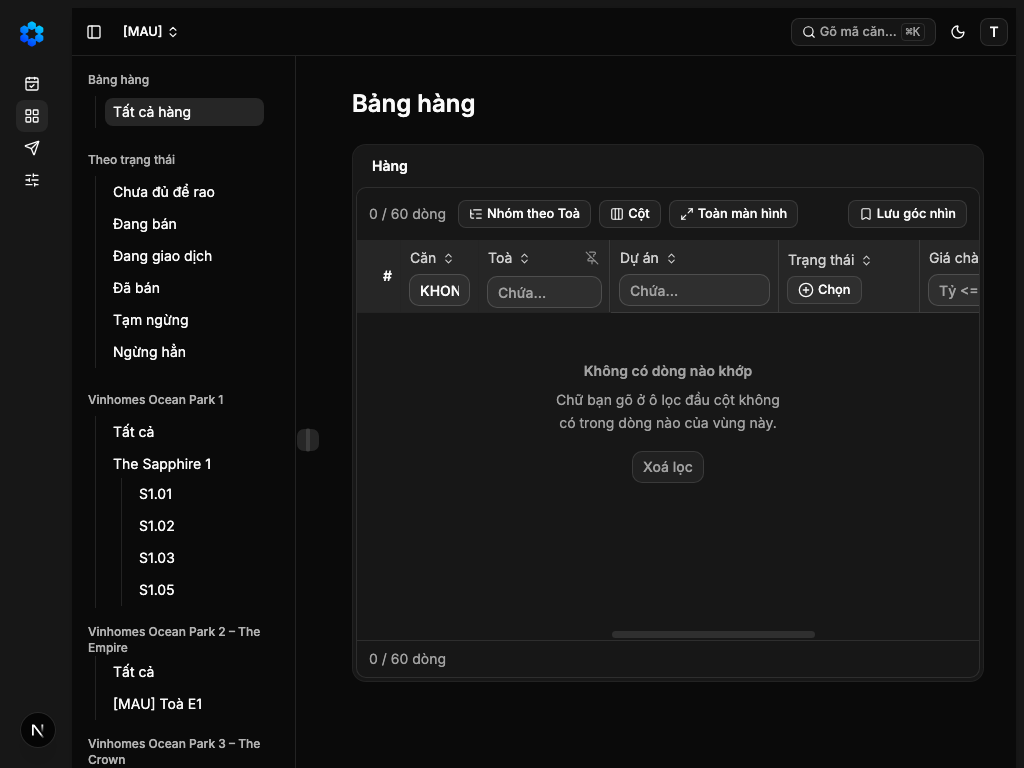 [MAU]
Gõ mã căn... ⌘K
T
Bảng hàng
Tất cả hàng
Theo trạng thái
Chưa đủ để rao
Đang bán
Đang giao dịch
Đã bán
Tạm ngừng
Ngừng hẳn
Vinhomes Ocean Park 1
Tất cả
The Sapphire 1
S1.01
S1.02
S1.03
S1.05
Vinhomes Ocean Park 2 – The
Empire
Tất cả
[MAU] Toà E1
Vinhomes Ocean Park 3 – The
Crown
N
Bảng hàng
Hàng
0 / 60 dòng
Nhóm theo Toà
Cột
Toàn màn hình
Lưu góc nhìn
#
Căn
Toà
Dự án
Trạng thái
Giá chà
KHON
Chứa...
Chứa...
Chọn
Tỷ <=
Không có dòng nào khớp
Chữ bạn gõ ở ô lọc đầu cột không
có trong dòng nào của vùng này.
Xoá lọc
0 / 60 dòng